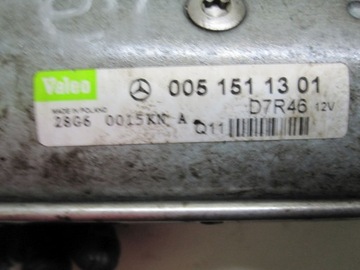 Valeo
005 151 13 01
MADE IN POLAND
D7R46 12V
28G6 0015KN A
Q11